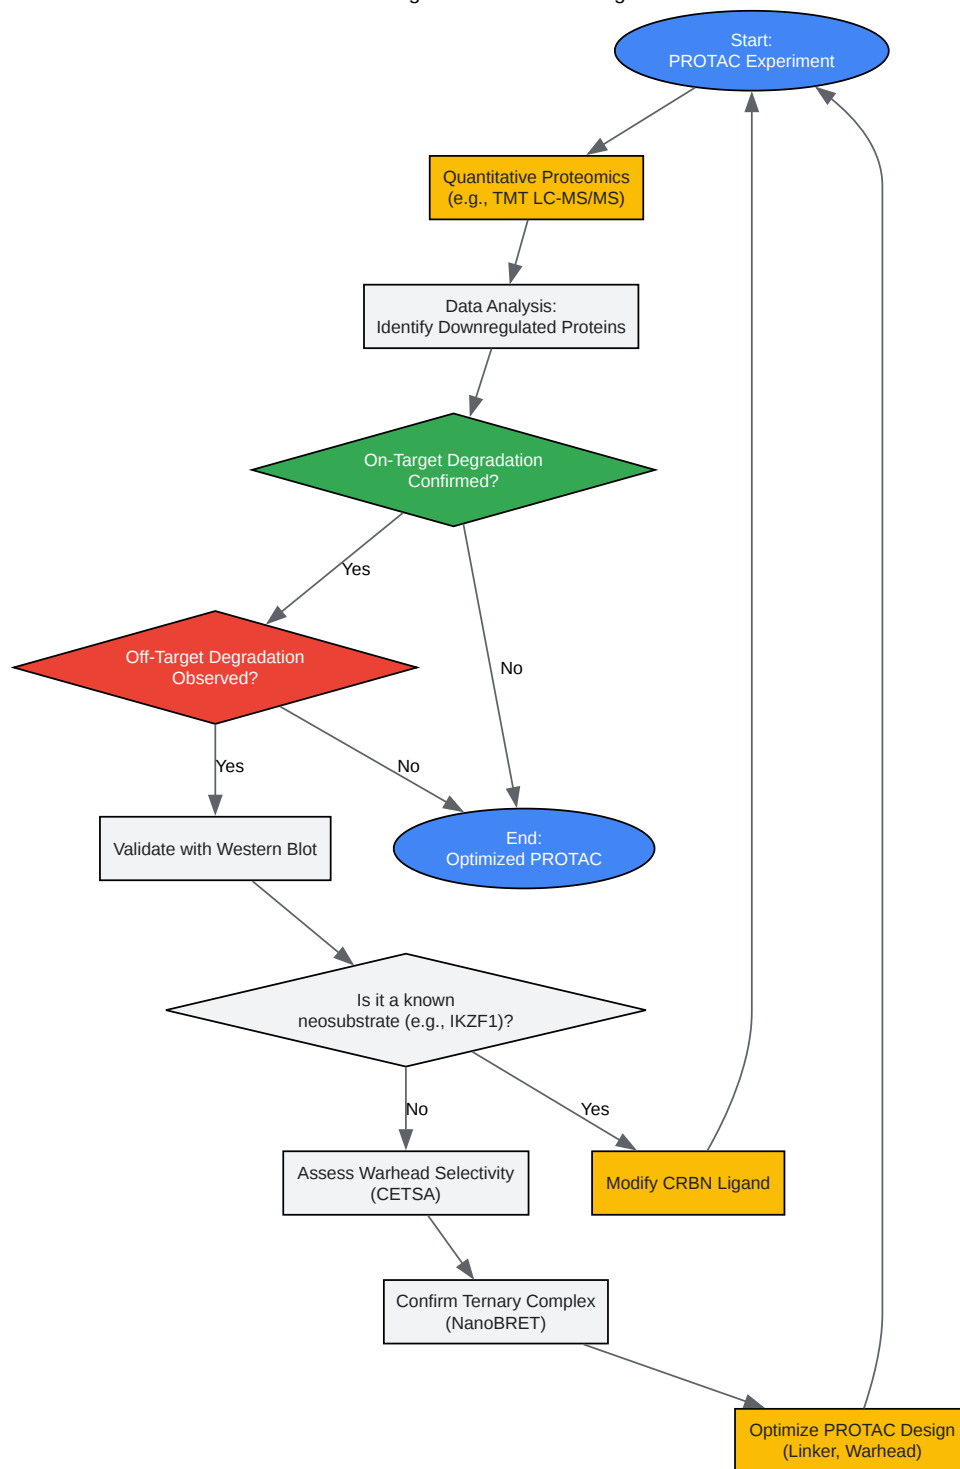 Start:
PROTAC Experiment
Quantitative Proteomics
(e.g., TMT LC-MS/MS)
Data Analysis:
Identify Downregulated Proteins
On-Target Degradation
Confirmed?
Yes
Off-Target Degradation
Observed?
No
Yes
No
End:
Optimized PROTAC
Validate with Western Blot
Is it a known
neosubstrate (e.g., IKZF1)?
No
Yes
Assess Warhead Selectivity
(CETSA)
Modify CRBN Ligand
Confirm Ternary Complex
(NanoBRET)
Optimize PROTAC Design
(Linker, Warhead)